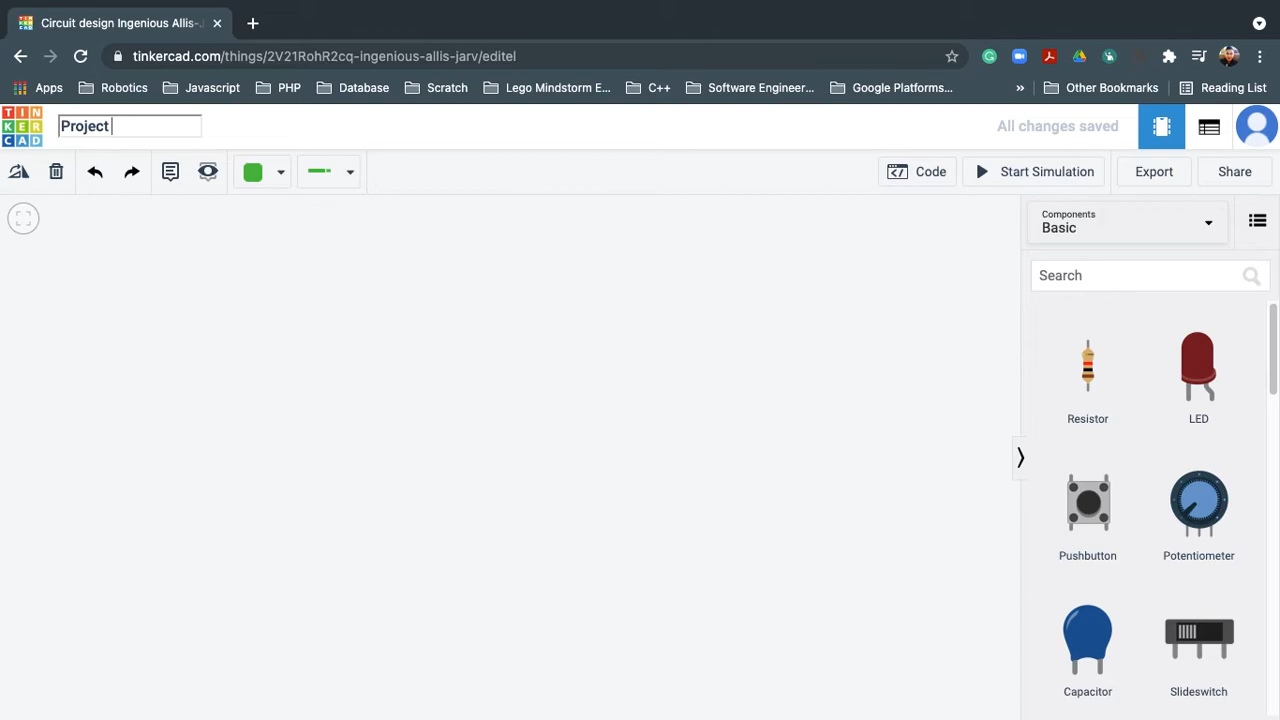 Circuit design Ingenious Allis-J
tinkercad.com/things/2V21RohR2cq-ingenious-allis-jarv/editel
Apps Robotics Javascript PHP Database Scratch Lego Mindstorm E... C++ Software Engineer... Google Platforms... » Other Bookmarks Reading List
TIN
KER
CAD
Project
All changes saved
Code Start Simulation Export Share
Components
Basic
Search
Resistor LED
Pushbutton Potentiometer
Capacitor Slideswitch